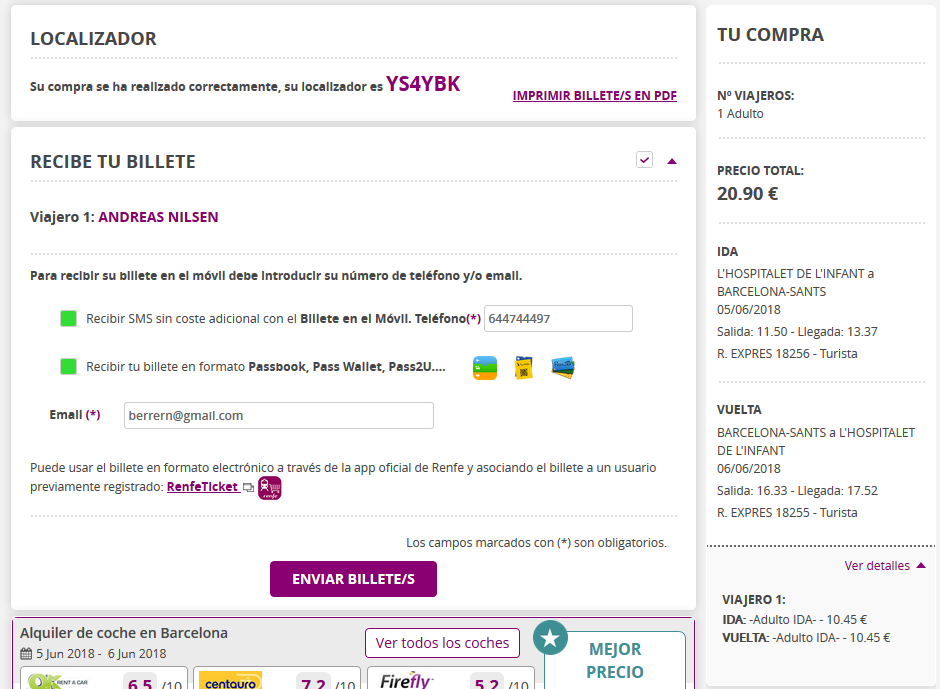 LOCALIZADOR
Su compra se ha realizado correctamente, su localizador es YS4YBK
IMPRIMIR BILLETE/S EN PDF
RECIBE TU BILLETE
Viajero 1: ANDREAS NILSEN
Para recibir su billete en el móvil debe introducir su número de teléfono y/o email.
Recibir SMS sin coste adicional con el Billete en el Móvil. Teléfono(*) 644744497
Recibir tu billete en formato Passbook, Pass Wallet, Pass2U....
Email (*) berrern@gmail.com
Puede usar el billete en formato electrónico a través de la app oficial de Renfe y asociando el billete a un usuario
previamente registrado: RenfeTicket renfe
Los campos marcados con (*) son obligatorios.
ENVIAR BILLETE/S
Alquiler de coche en Barcelona
5 Jun 2018 - 6 Jun 2018
Ver todos los coches
MEJOR
PRECIO
OK RENT A CAR 6.5 /10
centauro 7.2 /10
Firefly 5.2 /10
TU COMPRA
Nº VIAJEROS:
1 Adulto
PRECIO TOTAL:
20.90 €
IDA
L'HOSPITALET DE L'INFANT a
BARCELONA-SANTS
05/06/2018
Salida: 11.50 - Llegada: 13.37
R. EXPRES 18256 - Turista
VUELTA
BARCELONA-SANTS a L'HOSPITALET
DE L'INFANT
06/06/2018
Salida: 16.33 - Llegada: 17.52
R. EXPRES 18255 - Turista
Ver detalles
VIAJERO 1:
IDA: -Adulto IDA- - 10.45 €
VUELTA: -Adulto IDA- - 10.45 €